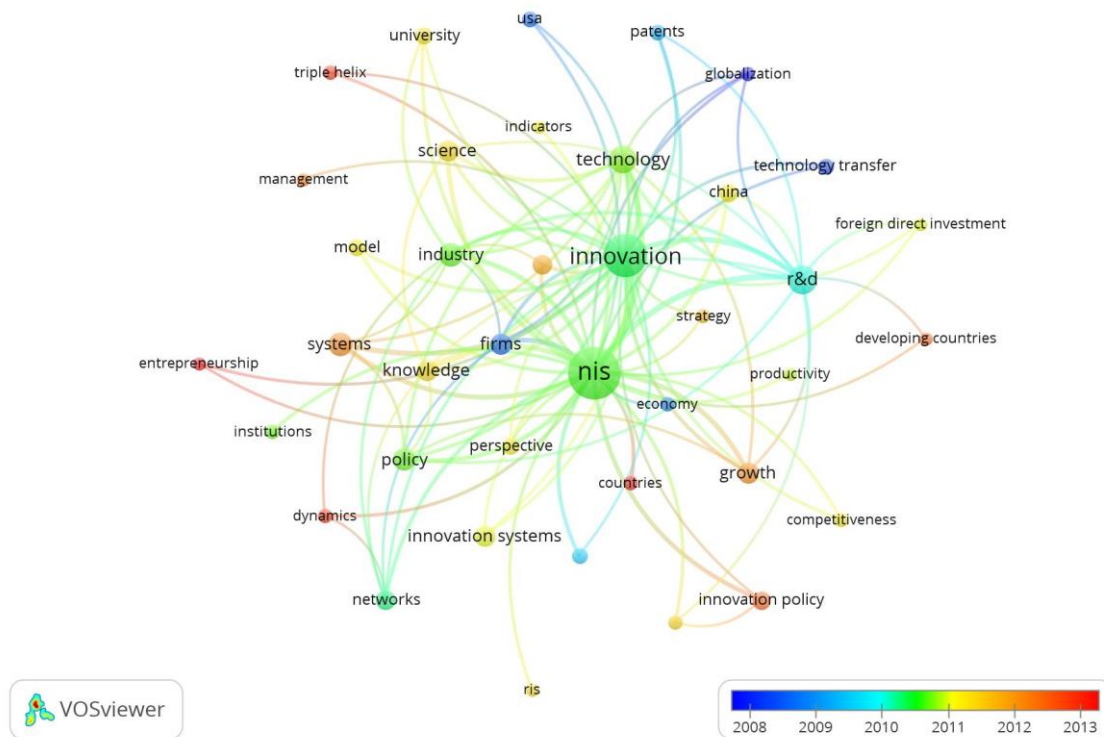 usa
patents
university
triple helix
globalization
indicators
science
technology
technology transfer
management
china
foreign direct investment
model
industry
innovation
r&d
strategy
developing countries
systems
firms
entrepreneurship
knowledge
nis
productivity
economy
institutions
policy
perspective
growth
countries
dynamics
competitiveness
innovation systems
networks
innovation policy
ris
VOSviewer
2008 2009 2010 2011 2012 2013